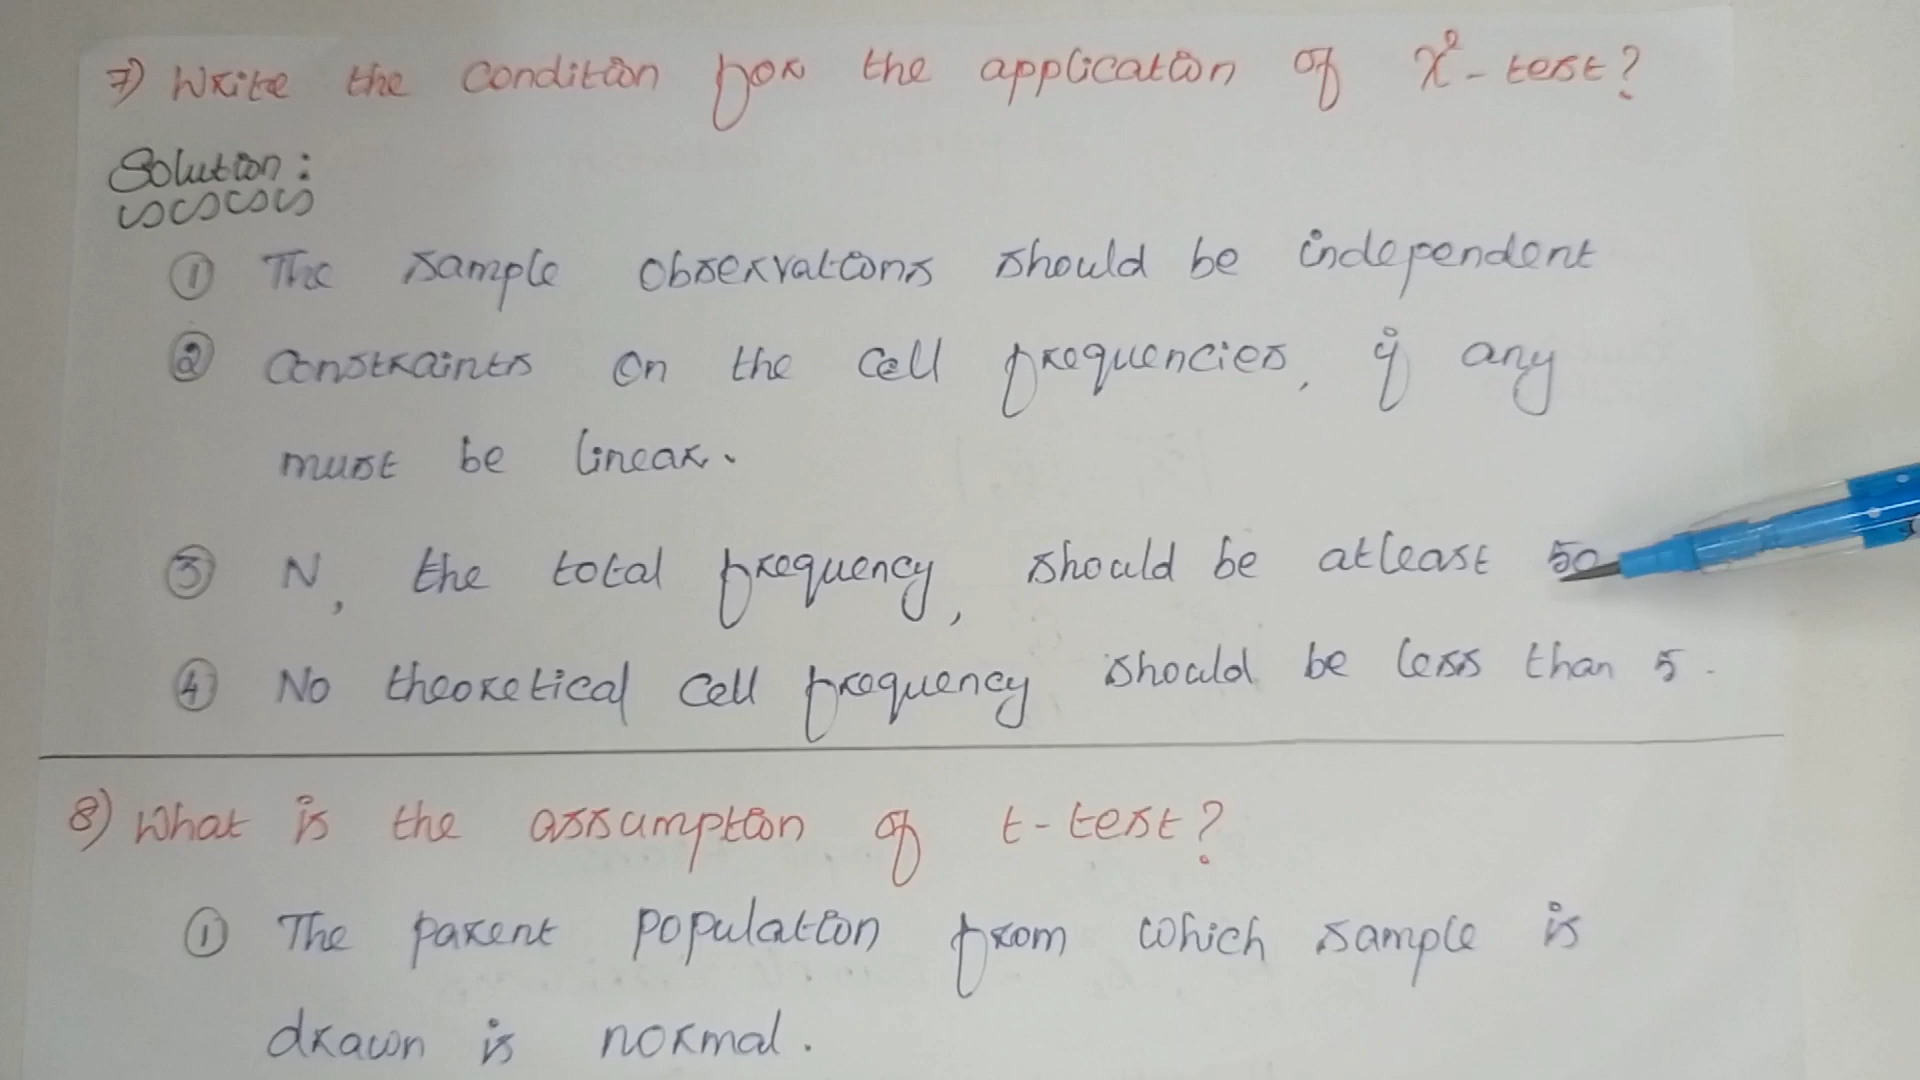 7) Write the condition for the application of χ²-test?
Solution:
① The sample observations should be independent
② Constraints on the cell frequencies, if any
must be linear.
③ N, the total frequency, should be atleast 50
④ No theoretical cell frequency should be less than 5.
8) What is the assumption of t-test?
① The parent population from which sample is
drawn is normal.